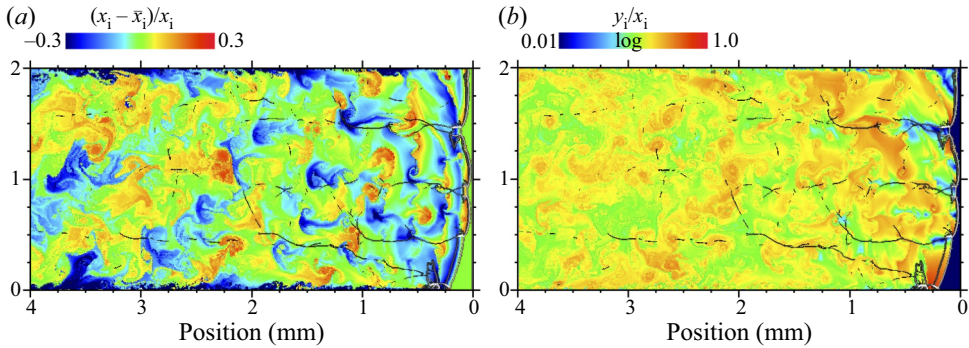 (a) (xᵢ – x̄ᵢ)/xᵢ
–0.3 0.3
(b) yᵢ/xᵢ
0.01 log 1.0
2
1
0
4 3 2 1 0
Position (mm)
2
1
0
4 3 2 1 0
Position (mm)